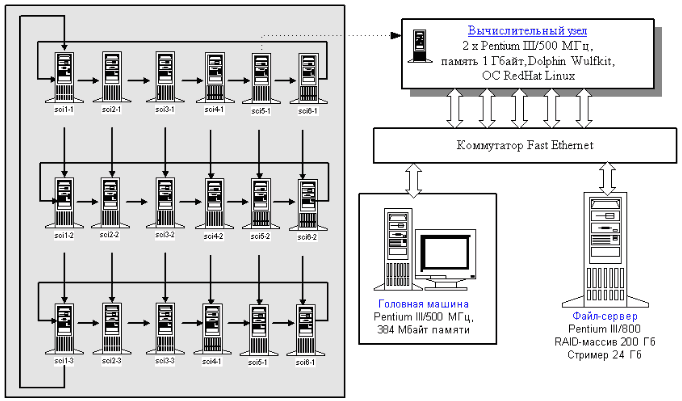 sci1-1 sci2-1 sci3-1 sci4-1 sci5-1 sci6-1
sci1-2 sci2-2 sci3-2 sci4-2 sci5-2 sci6-2
sci1-3 sci2-3 sci3-3 sci4-1 sci5-1 sci6-1
Вычислительный узел
2 x Pentium III/500 МГц,
память 1 Гбайт,Dolphin Wulfkit,
ОС RedHat Linux
Коммутатор Fast Ethernet
Головная машина
Pentium III/500 МГц,
384 Мбайт памяти
Файл-сервер
Pentium III/800
RAID-массив 200 Гб
Стример 24 Гб